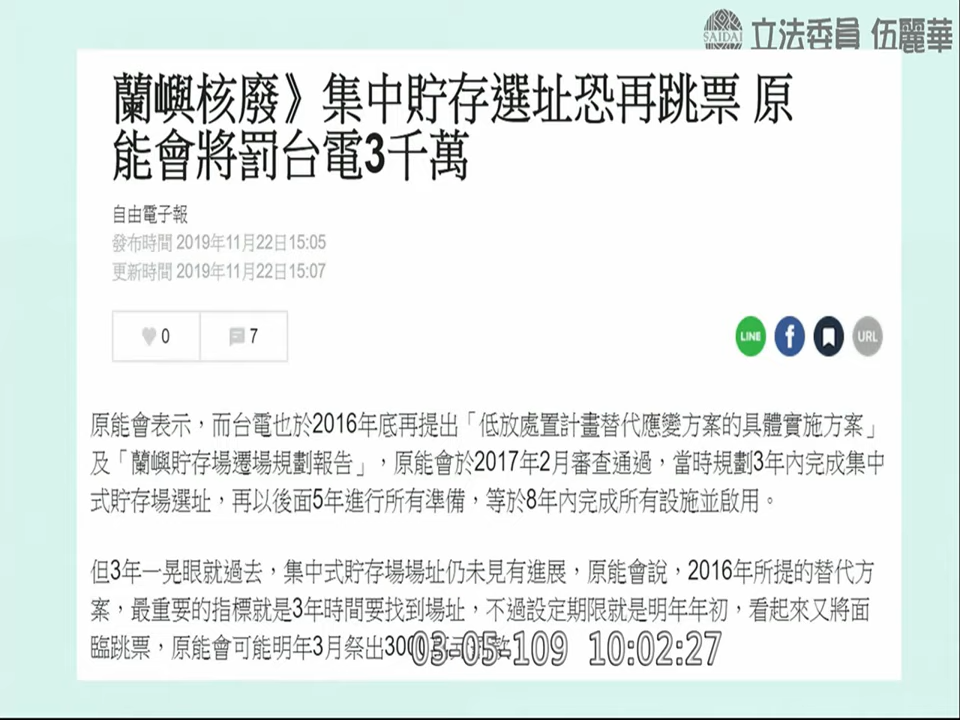 SAIDAI 立法委員 伍麗華
蘭嶼核廢》集中貯存選址恐再跳票 原
能會將罰台電3千萬
自由電子報
發布時間 2019年11月22日15:05
更新時間 2019年11月22日15:07
0 7 LINE f URL
原能會表示，而台電也於2016年底再提出「低放處置計畫替代應變方案的具體實施方案」
及「蘭嶼貯存場遷場規劃報告」，原能會於2017年2月審查通過，當時規劃3年內完成集中
式貯存場選址，再以後面5年進行所有準備，等於8年內完成所有設施並啟用。
但3年一晃眼就過去，集中式貯存場場址仍未見有進展，原能會說，2016年所提的替代方
案，最重要的指標就是3年時間要找到場址，不過設定期限就是明年年初，看起來又將面
臨跳票，原能會可能明年3月祭出300
03-05-109 10:02:27